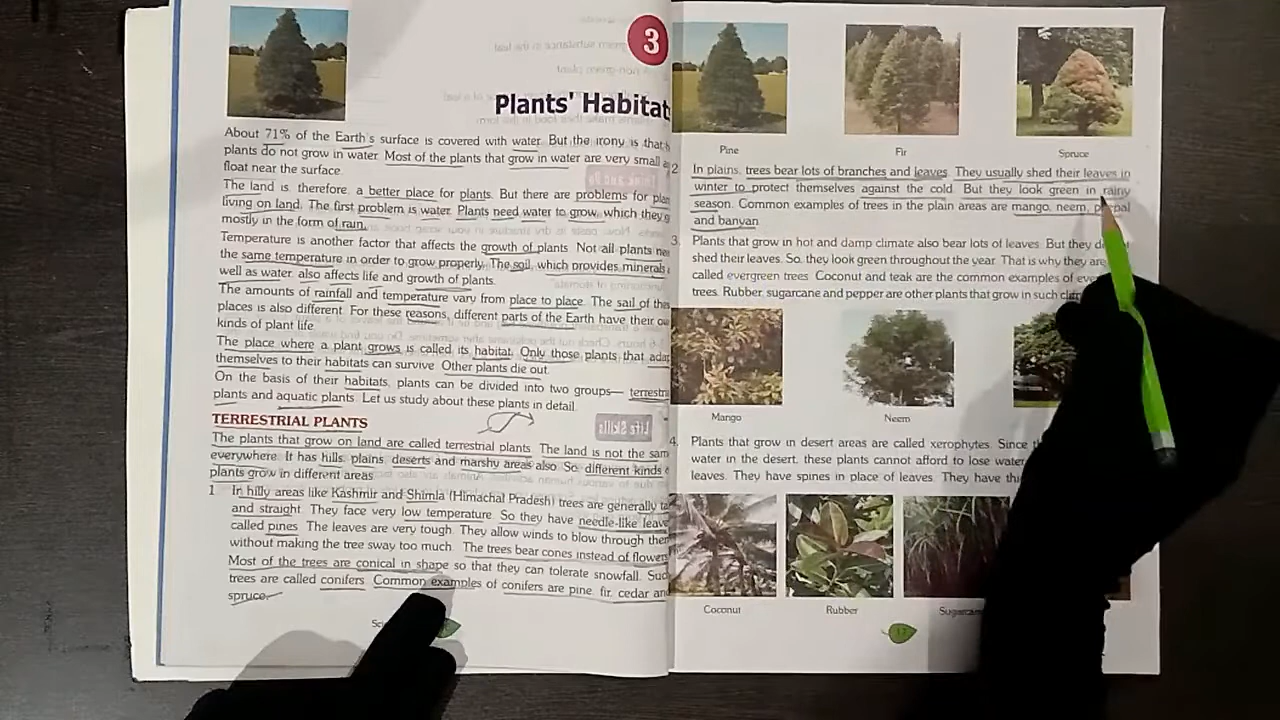 3
Plants' Habitat
About 71% of the Earth's surface is covered with water. But the irony is that
plants do not grow in water. Most of the plants that grow in water are very small
float near the surface.
The land is, therefore, a better place for plants. But there are problems for
living on land. The first problem is water. Plants need water to grow, which they
mostly in the form of rain.
Temperature is another factor that affects the growth of plants. Not all plants
the same temperature in order to grow properly. The soil, which provides minerals
well as water, also affects life and growth of plants.
The amounts of rainfall and temperature vary from place to place. The sail of
places is also different. For these reasons, different parts of the Earth have their
kinds of plant life.
The place where a plant grows is called its habitat. Only those plants that
themselves to their habitats can survive. Other plants die out.
On the basis of their habitats, plants can be divided into two groups—
plants and aquatic plants. Let us study about these plants in detail.
TERRESTRIAL PLANTS
The plants that grow on land are called terrestrial plants. The land is not the
everywhere. It has hills, plains, deserts and marshy areas also. So, different kinds
plants grow in different areas.
1. In hilly areas like Kashmir and Shimla (Himachal Pradesh) trees are generally
and straight. They face very low temperature. So they have needle-like
called pines. The leaves are very tough. They allow winds to blow through
without making the tree sway too much. The trees bear cones instead of
Most of the trees are conical in shape so that they can tolerate snowfall.
trees are called conifers. Common examples of conifers are pine, fir, cedar
spruce.
Pine
Fir
Spruce
2. In plains, trees bear lots of branches and leaves. They usually shed their leaves in
winter to protect themselves against the cold. But they look green in rainy
season. Common examples of trees in the plain areas are mango, neem,
and banyan.
3. Plants that grow in hot and damp climate also bear lots of leaves. But they
shed their leaves. So, they look green throughout the year. That is why they are
called evergreen trees. Coconut and teak are the common examples of
trees. Rubber, sugarcane and pepper are other plants that grow in such
Mango
Neem
4. Plants that grow in desert areas are called xerophytes. Since
water in the desert, these plants cannot afford to lose water
leaves. They have spines in place of leaves. They have
Coconut
Rubber
17